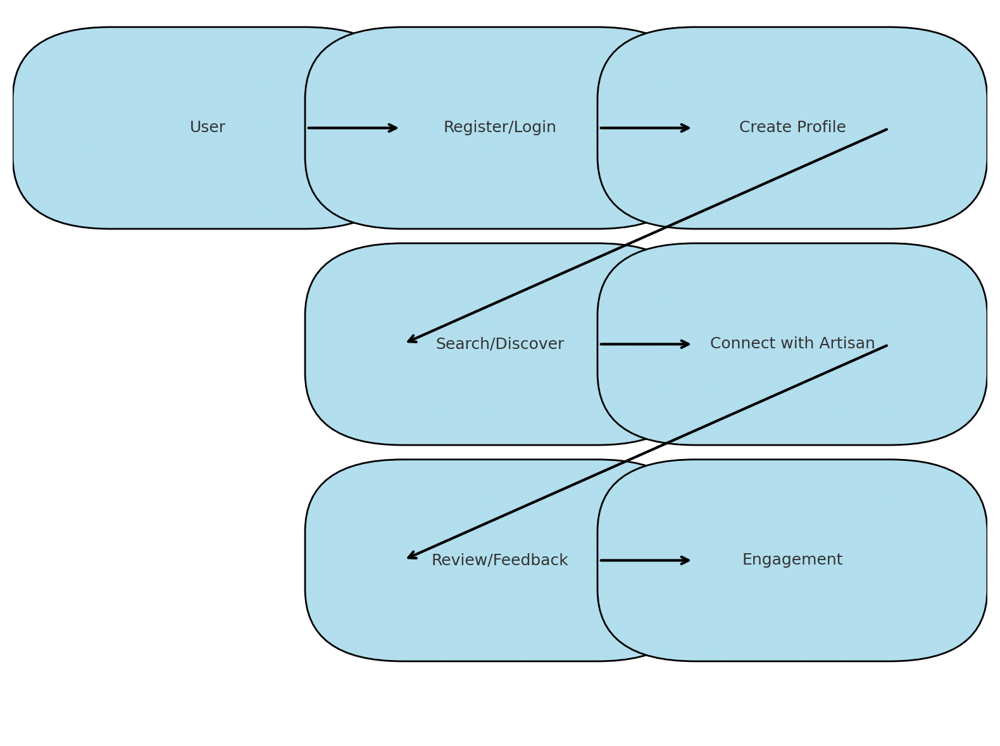 User
Register/Login
Create Profile
Search/Discover
Connect with Artisan
Review/Feedback
Engagement